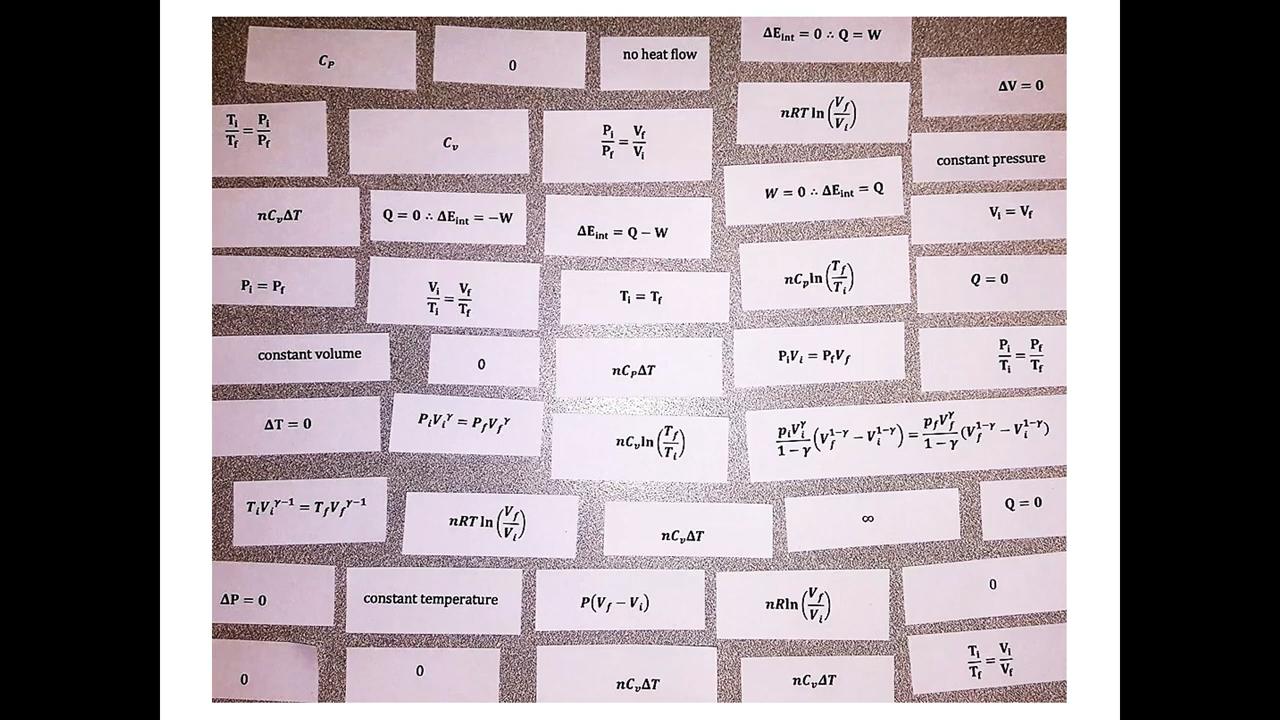 C_P
0
no heat flow
ΔE_int = 0 ∴ Q = W
ΔV = 0
T_i/T_f = P_i/P_f
C_v
P_i/P_f = V_f/V_i
nRT ln(V_f/V_i)
constant pressure
nC_vΔT
Q = 0 ∴ ΔE_int = −W
ΔE_int = Q − W
W = 0 ∴ ΔE_int = Q
V_i = V_f
P_i = P_f
V_i/T_i = V_f/T_f
T_i = T_f
nC_p ln(T_f/T_i)
Q = 0
constant volume
0
nC_PΔT
P_iV_i = P_fV_f
P_i/T_i = P_f/T_f
ΔT = 0
P_iV_i^γ = P_fV_f^γ
nC_v ln(T_f/T_i)
p_iV_i^γ/(1−γ) (V_f^{1−γ} − V_i^{1−γ}) = p_fV_f^γ/(1−γ) (V_f^{1−γ} − V_i^{1−γ})
T_iV_i^{γ−1} = T_fV_f^{γ−1}
nRT ln(V_f/V_i)
nC_vΔT
∞
Q = 0
ΔP = 0
constant temperature
P(V_f − V_i)
nR ln(V_f/V_i)
0
0
0
nC_vΔT
nC_vΔT
T_i/T_f = V_i/V_f